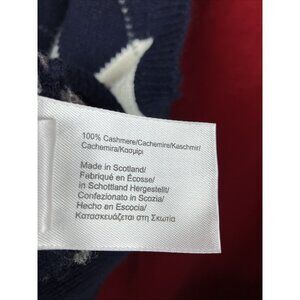 100% Cashmere/Cachemire/Kaschmir/
Cachemira/Κασμίρι
Made in Scotland/
Fabriqué en Écosse/
in Schottland Hergestellt/
Confezionato in Scozia/
Hecho en Escocia/
Κατασκευάζεται στη Σκωτία